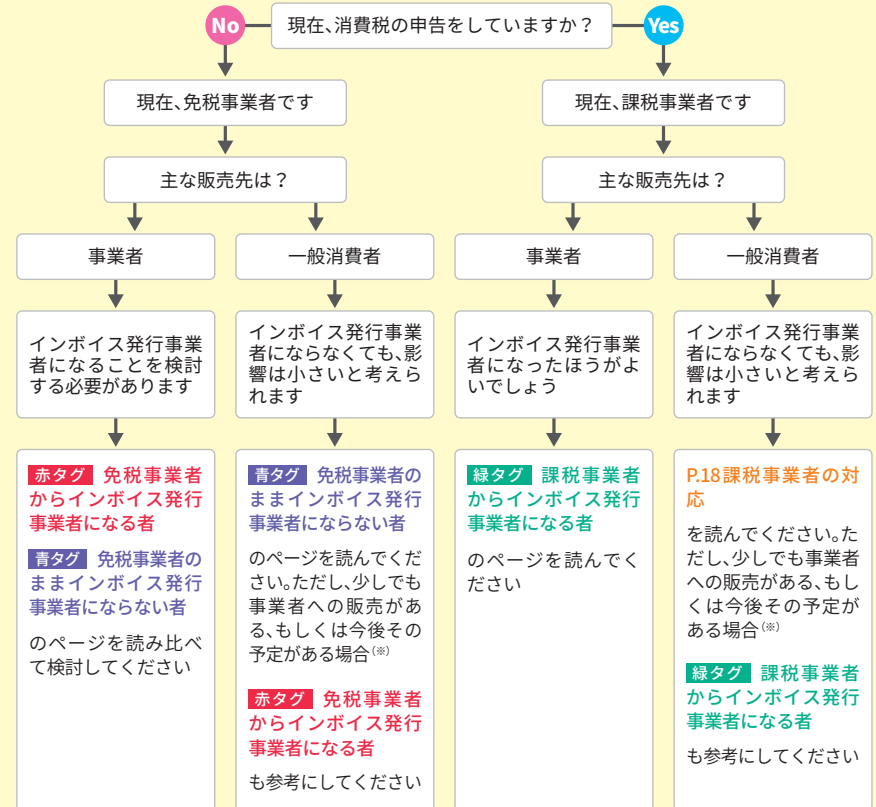 No
現在、消費税の申告をしていますか？
Yes
現在、免税事業者です
現在、課税事業者です
主な販売先は？
主な販売先は？
事業者
一般消費者
事業者
一般消費者
インボイス発行事業
者になることを検討
する必要があります
インボイス発行事業
者にならなくても、影
響は小さいと考えら
れます
インボイス発行事業
者になったほうがよ
いでしょう
インボイス発行事業
者にならなくても、影
響は小さいと考えら
れます
赤タグ 免税事業者
からインボイス発行
事業者になる者
青タグ 免税事業者の
ままインボイス発行
事業者にならない者
のページを読み比べ
て検討してください
青タグ 免税事業者の
ままインボイス発行
事業者にならない者
のページを読んでくだ
さい。ただし、少しでも
事業者への販売があ
る、もしくは今後その
予定がある場合(※)
赤タグ 免税事業者
からインボイス発行
事業者になる者
も参考にしてください
緑タグ 課税事業者
からインボイス発行
事業者になる者
のページを読んでく
ださい
P.18課税事業者の対
応
を読んでください。た
だし、少しでも事業者
への販売がある、もし
くは今後その予定が
ある場合(※)
緑タグ 課税事業者
からインボイス発行
事業者になる者
も参考にしてください